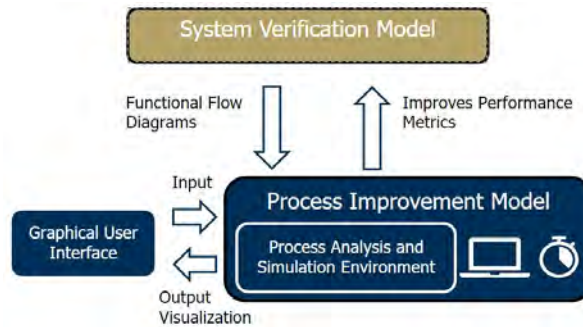 System Verification Model
Functional Flow
Diagrams
Improves Performance
Metrics
Input
Process Improvement Model
Graphical User
Interface
Process Analysis and
Simulation Environment
Output
Visualization